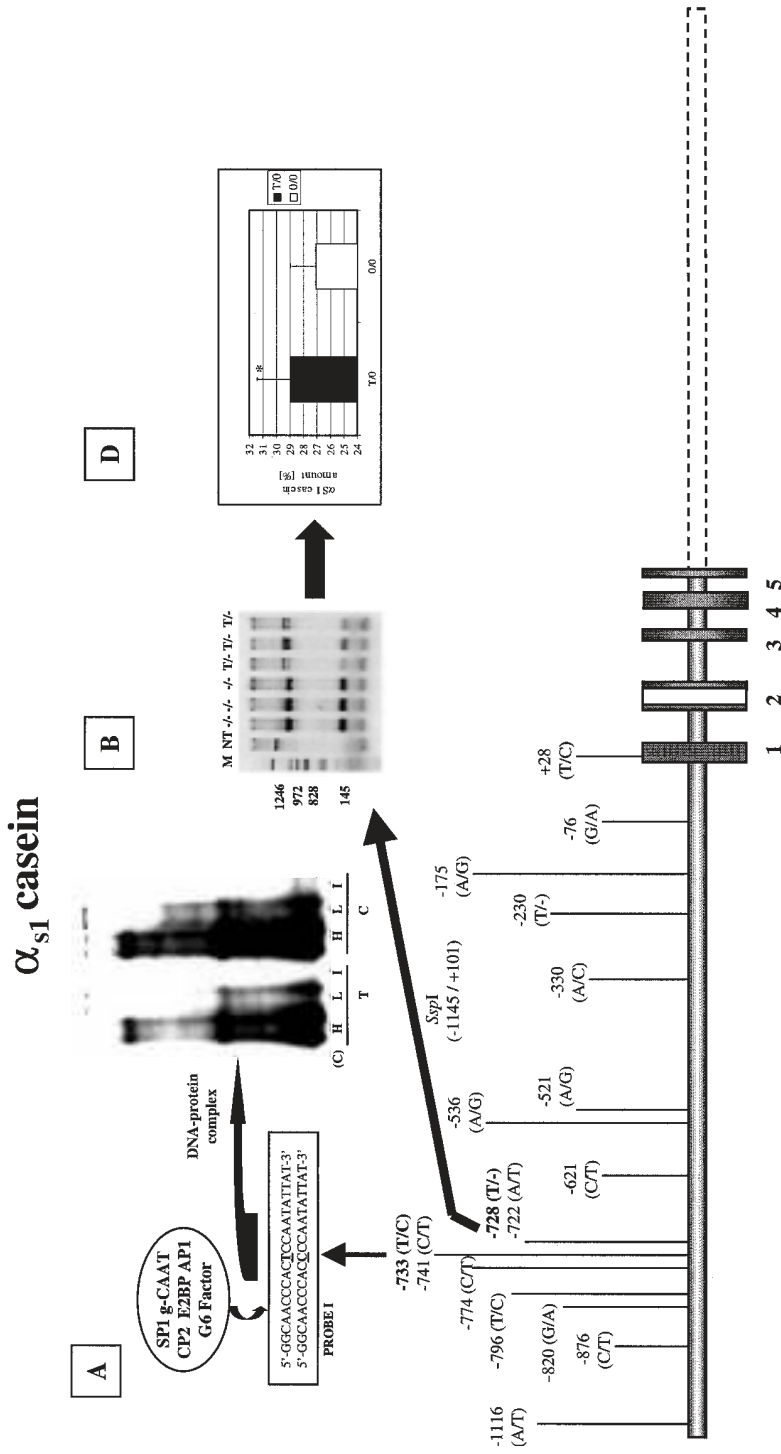 αs1 casein
A
SP1 g-CAAT
CP2 E2BP AP1
G6 Factor
5'-GGCAACCCACTCCAATATTAT-3'
5'-GGCAACCCACCCCAATATTAT-3'
PROBE I
DNA-protein
complex
(C) H L I H L I
T C
B
M NT -/- -/- -/- T/- T/- T/-
1246
972
828
145
D
αS1 casein
amount [%]
32
31
30
29
28
27
26
25
24
*
T/0
0/0
T/0
0/0
SspI
(-1145 / +101)
-1116
(A/T)
-876
(C/T)
-820 (G/A)
-796 (T/C)
-774 (C/T)
-741 (C/T)
-733 (T/C)
-728 (T/-)
-722 (A/T)
-621
(C/T)
-536
(A/G)
-521
(A/G)
-330
(A/C)
-230
(T/-)
-175
(A/G)
-76
(G/A)
+28
(T/C)
1 2 3 4 5